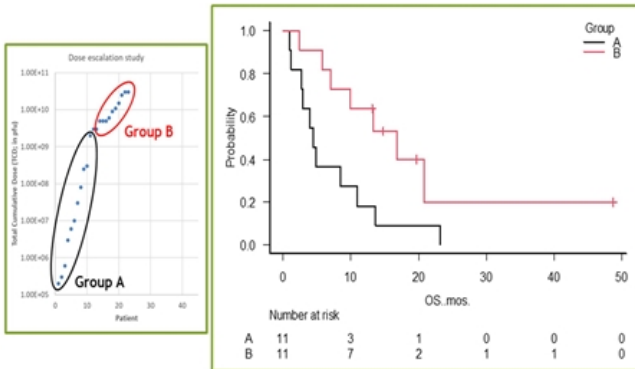 Dose escalation study
Total Cumulative Dose (TCD; in pfu)
1.00E+11
1.00E+10
1.00E+09
1.00E+08
1.00E+07
1.00E+06
1.00E+05
Group B
Group A
0 10 20 30 40
Patient
Group
A
B
Probability
1.0
0.8
0.6
0.4
0.2
0.0
0 10 20 30 40 50
OS..mos.
Number at risk
A 11 3 1 0 0 0
B 11 7 2 1 1 0